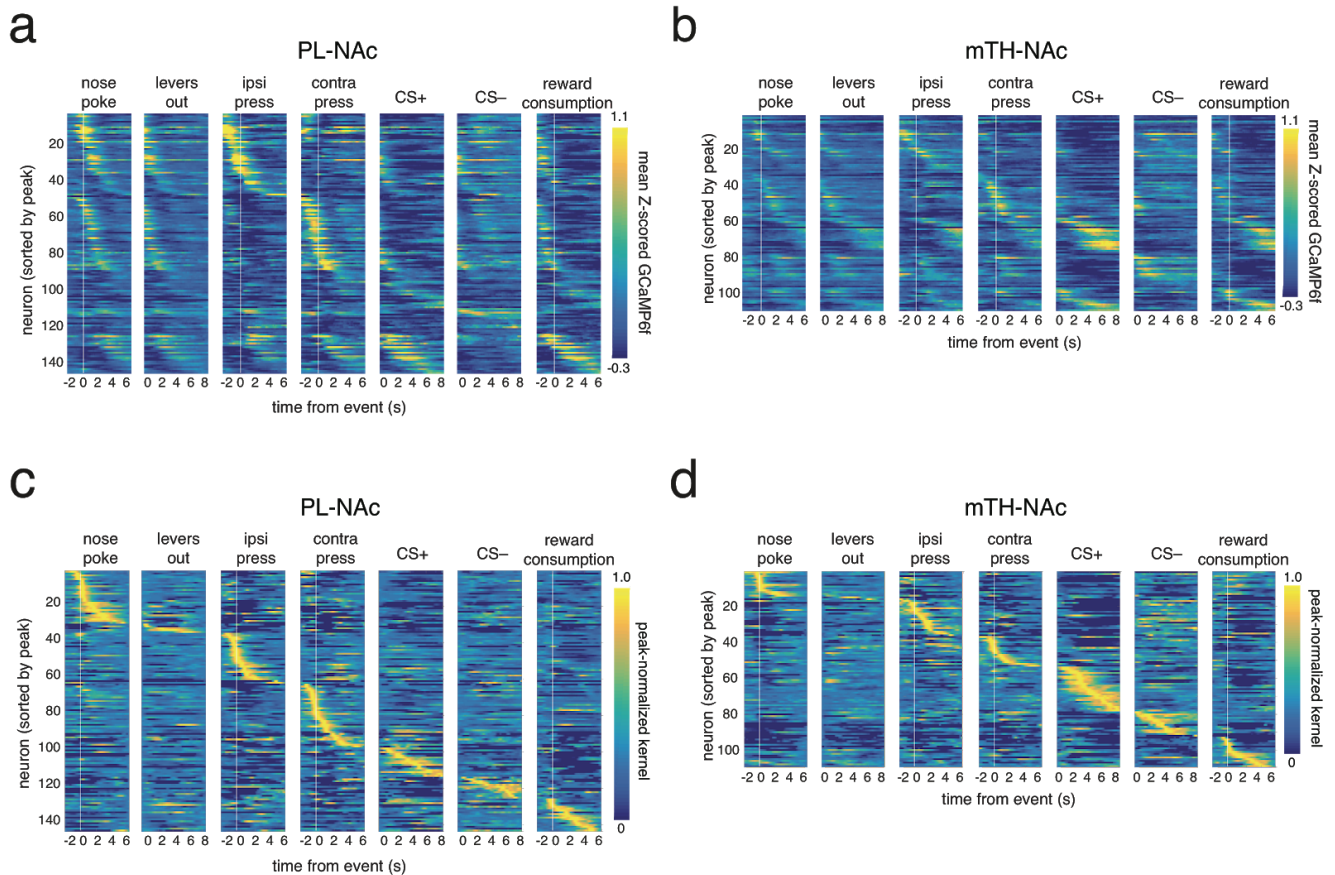 a
PL-NAc
nose poke
levers out
ipsi press
contra press
CS+
CS–
reward consumption
1.1
mean Z-scored GCaMP6f
-0.3
neuron (sorted by peak)
20
40
60
80
100
120
140
-2 0 2 4 6
0 2 4 6 8
-2 0 2 4 6
-2 0 2 4 6
0 2 4 6 8
0 2 4 6 8
-2 0 2 4 6
time from event (s)
b
mTH-NAc
nose poke
levers out
ipsi press
contra press
CS+
CS–
reward consumption
1.1
mean Z-scored GCaMP6f
-0.3
neuron (sorted by peak)
20
40
60
80
100
-2 0 2 4 6
0 2 4 6 8
-2 0 2 4 6
-2 0 2 4 6
0 2 4 6 8
0 2 4 6 8
-2 0 2 4 6
time from event (s)
c
PL-NAc
nose poke
levers out
ipsi press
contra press
CS+
CS–
reward consumption
1.0
peak-normalized kernel
0
neuron (sorted by peak)
20
40
60
80
100
120
140
-2 0 2 4 6
0 2 4 6 8
-2 0 2 4 6
-2 0 2 4 6
0 2 4 6 8
0 2 4 6 8
-2 0 2 4 6
time from event (s)
d
mTH-NAc
nose poke
levers out
ipsi press
contra press
CS+
CS–
reward consumption
1.0
peak-normalized kernel
0
neuron (sorted by peak)
20
40
60
80
100
-2 0 2 4 6
0 2 4 6 8
-2 0 2 4 6
-2 0 2 4 6
0 2 4 6 8
0 2 4 6 8
-2 0 2 4 6
time from event (s)